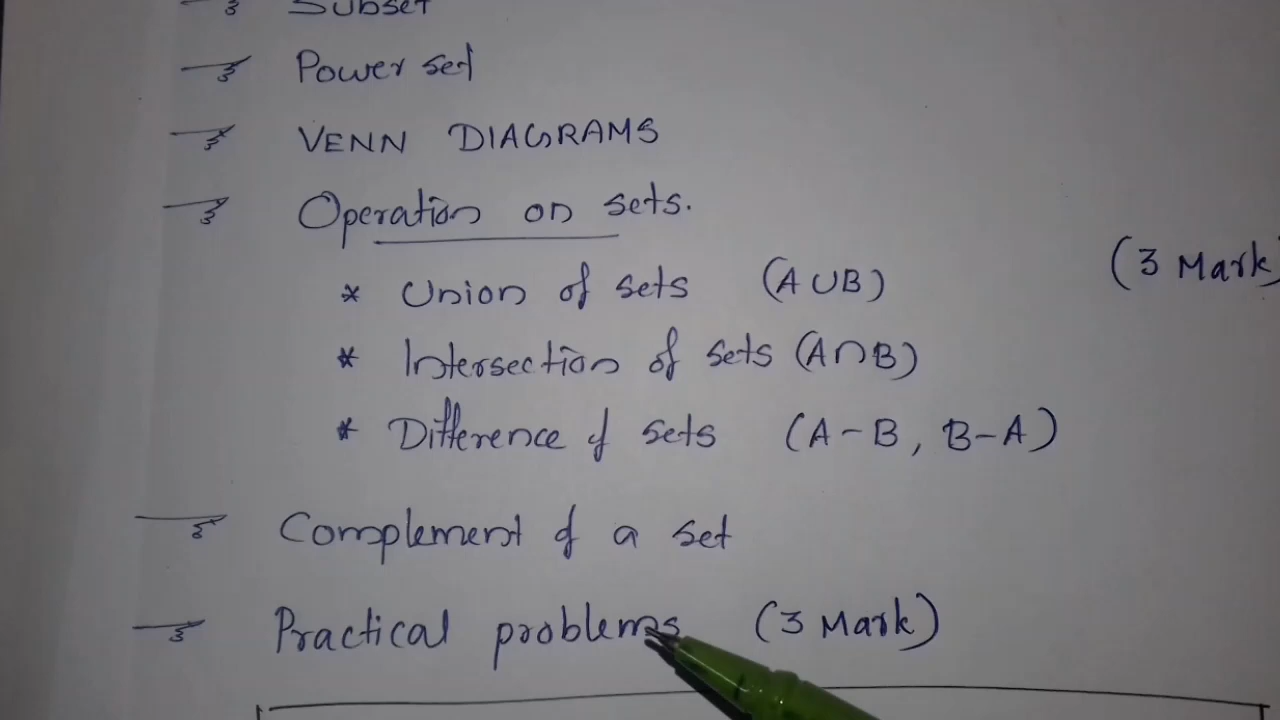 Subset
Power set
VENN DIAGRAMS
Operation on sets.
* Union of sets (A∪B)
(3 Mark
* Intersection of sets (A∩B)
* Difference of sets (A-B, B-A)
Complement of a set
Practical problems (3 Mark)